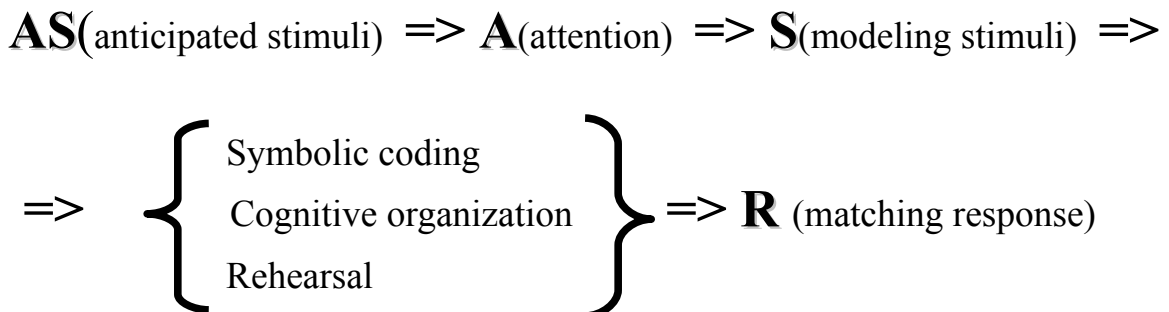 AS(anticipated stimuli) => A(attention) => S(modeling stimuli) =>
Symbolic coding
=> { Cognitive organization } => R (matching response)
Rehearsal